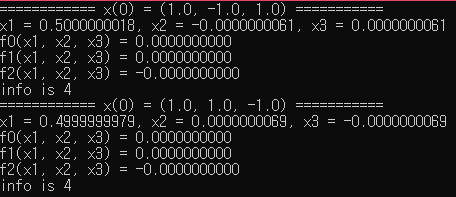 ============ x(0) = (1.0, -1.0, 1.0) ===========
x1 = 0.5000000018, x2 = -0.0000000061, x3 = 0.0000000061
f0(x1, x2, x3) = 0.0000000000
f1(x1, x2, x3) = 0.0000000000
f2(x1, x2, x3) = -0.0000000000
info is 4
============ x(0) = (1.0, 1.0, -1.0) ===========
x1 = 0.4999999979, x2 = 0.0000000069, x3 = -0.0000000069
f0(x1, x2, x3) = 0.0000000000
f1(x1, x2, x3) = 0.0000000000
f2(x1, x2, x3) = -0.0000000000
info is 4